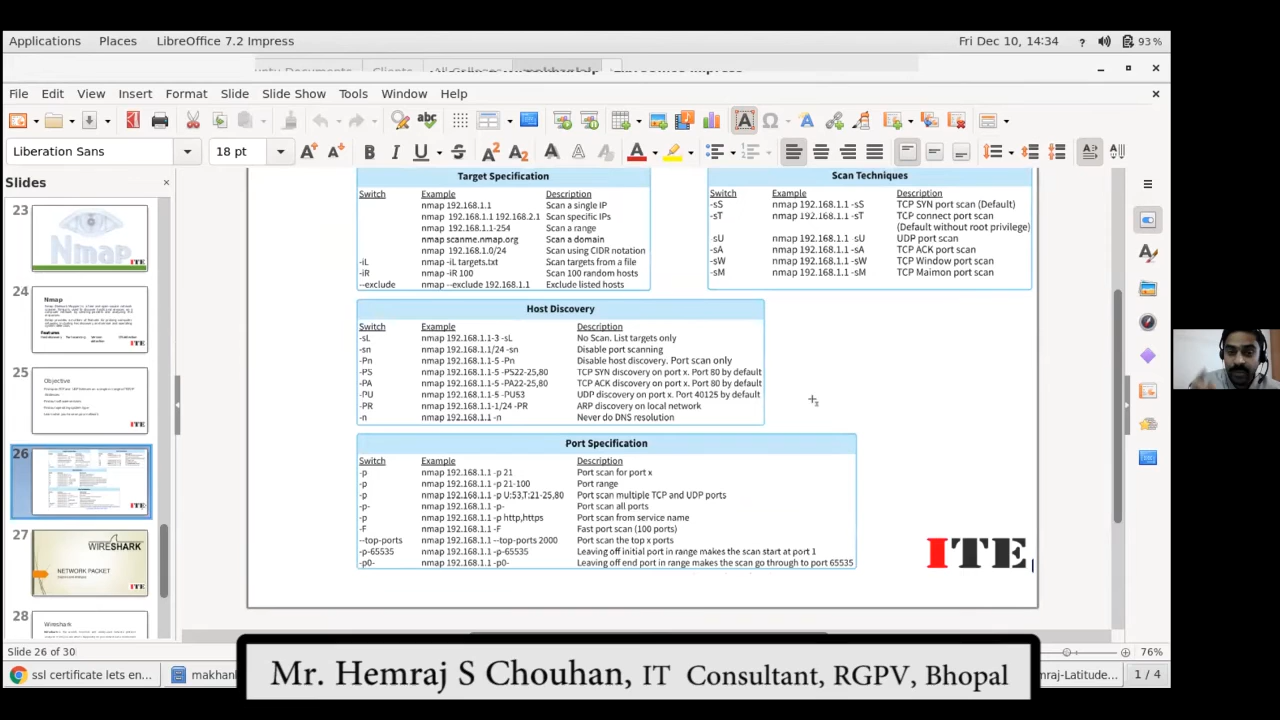 Applications Places LibreOffice 7.2 Impress Fri Dec 10, 14:34 ? 93%
File Edit View Insert Format Slide Slide Show Tools Window Help
Liberation Sans 18 pt
Slides
23
Nmap
ITE
24
Nmap
Features
ITE
25
Objective
ITE
26
27
WIRESHARK
NETWORK PACKET
ITE
28
Wireshark
Target Specification
Switch Example Description
nmap 192.168.1.1 Scan a single IP
nmap 192.168.1.1 192.168.2.1 Scan specific IPs
nmap 192.168.1.1-254 Scan a range
nmap scanme.nmap.org Scan a domain
nmap 192.168.1.0/24 Scan using CIDR notation
-iL nmap -iL targets.txt Scan targets from a file
-iR nmap -iR 100 Scan 100 random hosts
--exclude nmap --exclude 192.168.1.1 Exclude listed hosts
Scan Techniques
Switch Example Description
-sS nmap 192.168.1.1 -sS TCP SYN port scan (Default)
-sT nmap 192.168.1.1 -sT TCP connect port scan
(Default without root privilege)
-sU nmap 192.168.1.1 -sU UDP port scan
-sA nmap 192.168.1.1 -sA TCP ACK port scan
-sW nmap 192.168.1.1 -sW TCP Window port scan
-sM nmap 192.168.1.1 -sM TCP Maimon port scan
Host Discovery
Switch Example Description
-sL nmap 192.168.1.1-3 -sL No Scan. List targets only
-sn nmap 192.168.1.1/24 -sn Disable port scanning
-Pn nmap 192.168.1.1-5 -Pn Disable host discovery. Port scan only
-PS nmap 192.168.1.1-5 -PS22-25,80 TCP SYN discovery on port x. Port 80 by default
-PA nmap 192.168.1.1-5 -PA22-25,80 TCP ACK discovery on port x. Port 80 by default
-PU nmap 192.168.1.1-5 -PU53 UDP discovery on port x. Port 40125 by default
-PR nmap 192.168.1.1-1/24 -PR ARP discovery on local network
-n nmap 192.168.1.1 -n Never do DNS resolution
Port Specification
Switch Example Description
-p nmap 192.168.1.1 -p 21 Port scan for port x
-p nmap 192.168.1.1 -p 21-100 Port range
-p nmap 192.168.1.1 -p U:53,T:21-25,80 Port scan multiple TCP and UDP ports
-p- nmap 192.168.1.1 -p- Port scan all ports
-p nmap 192.168.1.1 -p http,https Port scan from service name
-F nmap 192.168.1.1 -F Fast port scan (100 ports)
--top-ports nmap 192.168.1.1 --top-ports 2000 Port scan the top x ports
-p-65535 nmap 192.168.1.1 -p-65535 Leaving off initial port in range makes the scan start at port 1
-p0- nmap 192.168.1.1 -p0- Leaving off end port in range makes the scan go through to port 65535
ITE
Slide 26 of 30 76%
ssl certificate lets en... makhanl mraj-Latitude... 1 / 4
Mr. Hemraj S Chouhan, IT Consultant, RGPV, Bhopal